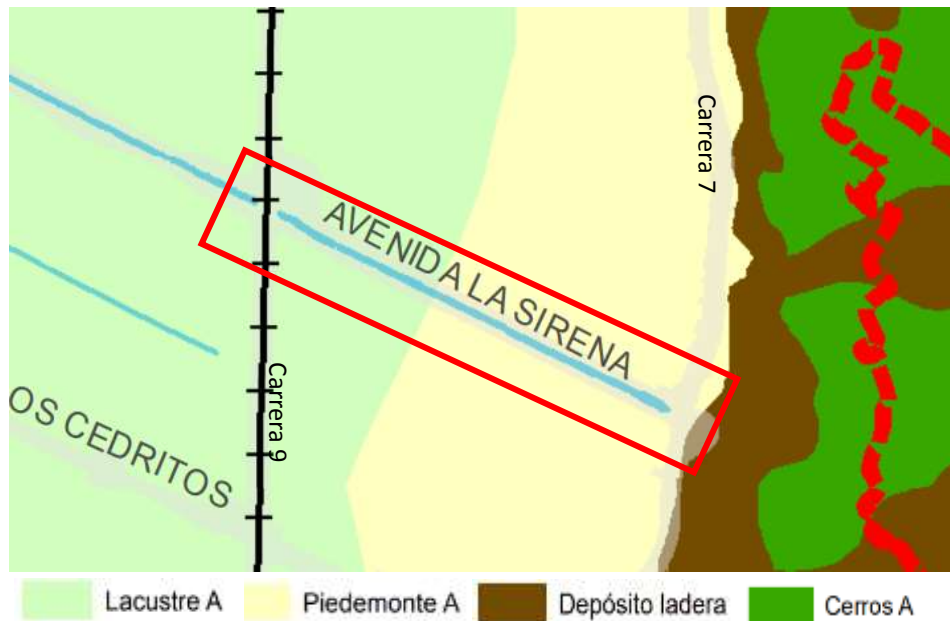 Carrera 7
AVENIDA LA SIRENA
Carrera 9
OS CEDRITOS
Lacustre A
Piedemonte A
Depósito ladera
Cerros A